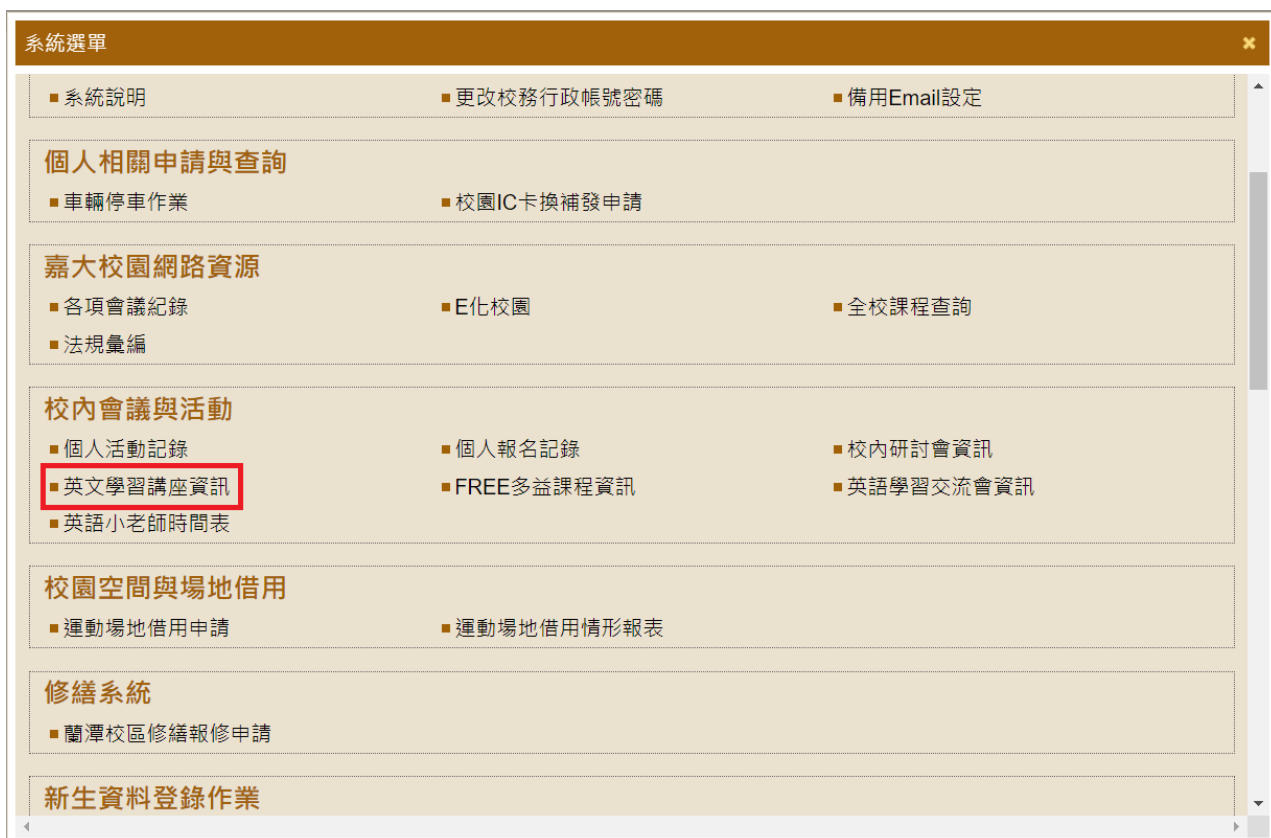 系統選單
系統說明 更改校務行政帳號密碼 備用Email設定
個人相關申請與查詢
車輛停車作業 校園IC卡換補發申請
嘉大校園網路資源
各項會議紀錄 E化校園 全校課程查詢
法規彙編
校內會議與活動
個人活動記錄 個人報名記錄 校內研討會資訊
英文學習講座資訊 FREE多益課程資訊 英語學習交流會資訊
英語小老師時間表
校園空間與場地借用
運動場地借用申請 運動場地借用情形報表
修繕系統
蘭潭校區修繕報修申請
新生資料登錄作業